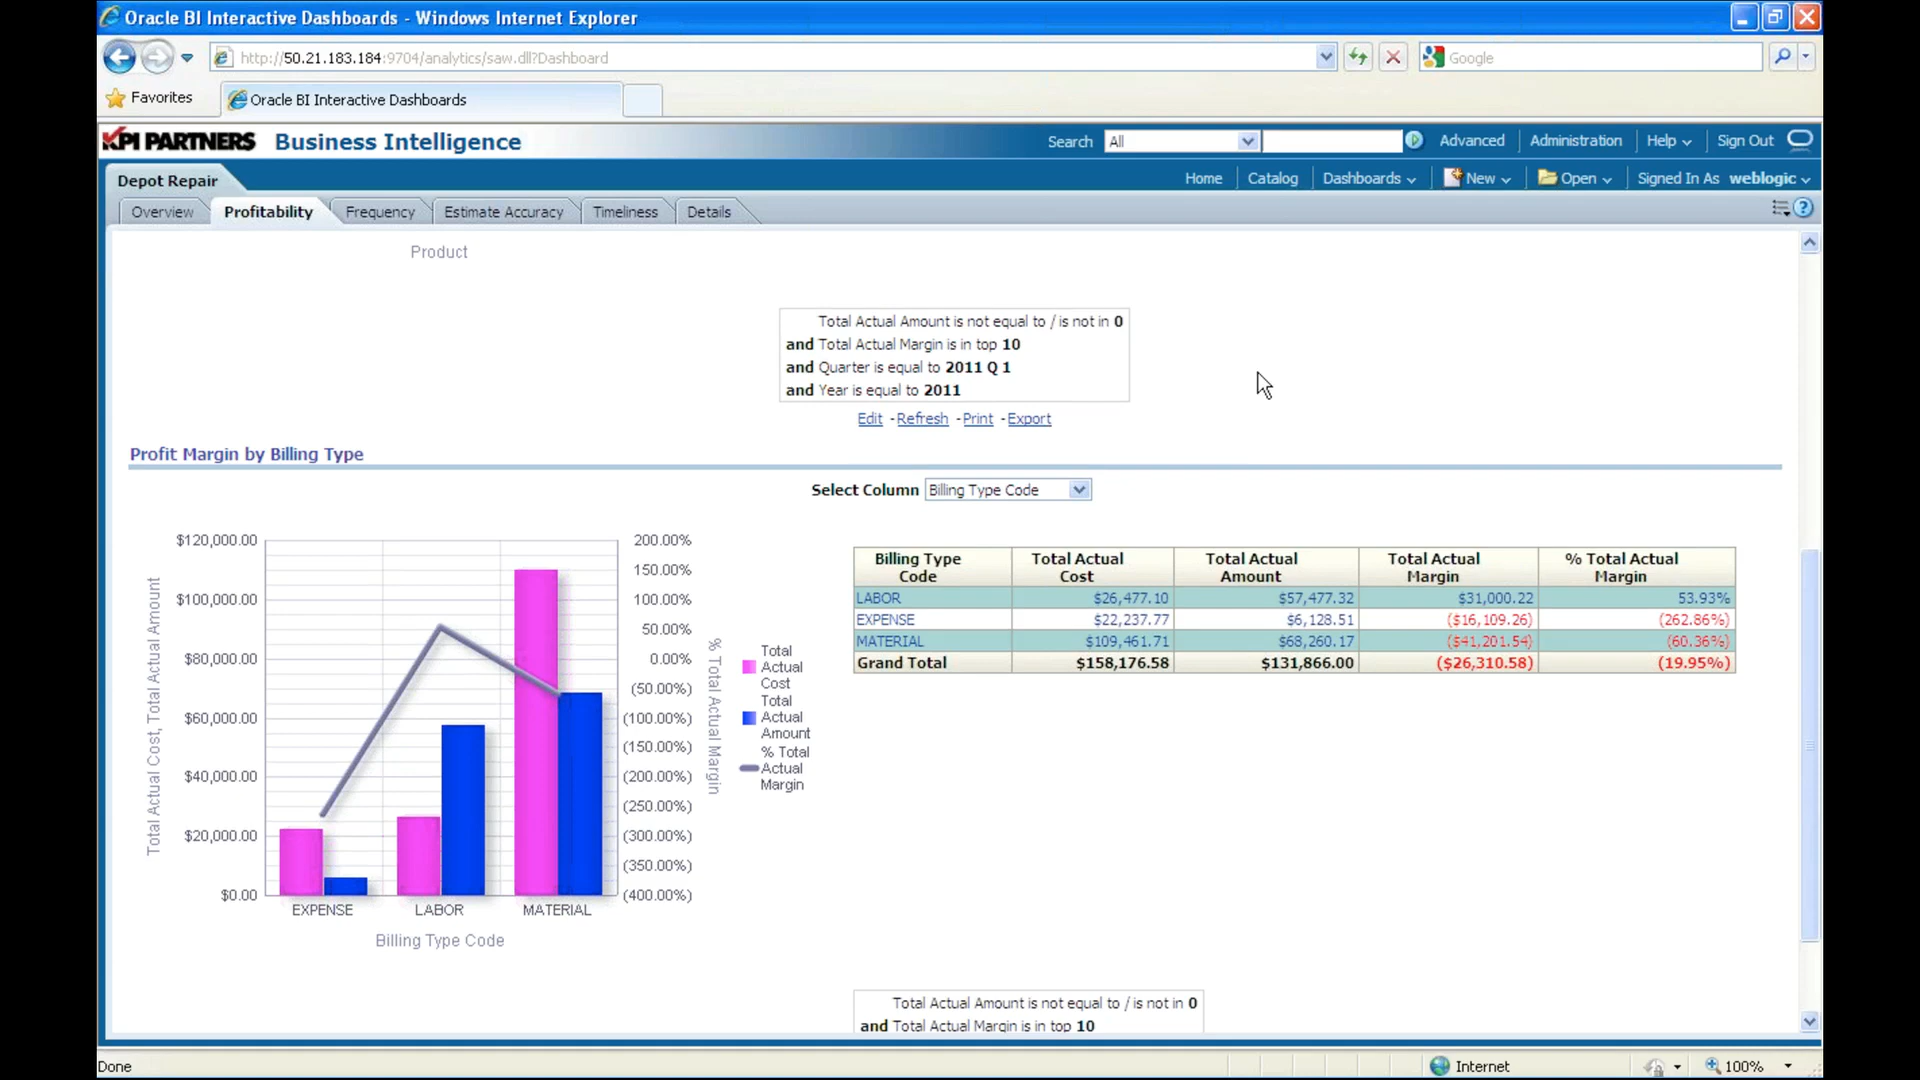 Oracle BI Interactive Dashboards - Windows Internet Explorer
http://50.21.183.184:9704/analytics/saw.dll?Dashboard
Google
Favorites
Oracle BI Interactive Dashboards
KPI PARTNERS
Business Intelligence
Search
All
Advanced
Administration
Help
Sign Out
Depot Repair
Home
Catalog
Dashboards
New
Open
Signed In As weblogic
Overview
Profitability
Frequency
Estimate Accuracy
Timeliness
Details
Product
Total Actual Amount is not equal to / is not in 0
and Total Actual Margin is in top 10
and Quarter is equal to 2011 Q 1
and Year is equal to 2011
Edit - Refresh - Print - Export
Profit Margin by Billing Type
Select Column Billing Type Code
Total Actual Cost, Total Actual Amount
$120,000.00
$100,000.00
$80,000.00
$60,000.00
$40,000.00
$20,000.00
$0.00
EXPENSE
LABOR
MATERIAL
Billing Type Code
200.00%
150.00%
100.00%
50.00%
0.00%
(50.00%)
(100.00%)
(150.00%)
(200.00%)
(250.00%)
(300.00%)
(350.00%)
(400.00%)
% Total Actual Margin
Total
Actual
Cost
Total
Actual
Amount
% Total
Actual
Margin
Billing Type Code | Total Actual Cost | Total Actual Amount | Total Actual Margin | % Total Actual Margin
LABOR $26,477.10 $57,477.32 $31,000.22 53.93%
EXPENSE $22,237.77 $6,128.51 ($16,109.26) (262.86%)
MATERIAL $109,461.71 $68,260.17 ($41,201.54) (60.36%)
Grand Total $158,176.58 $131,866.00 ($26,310.58) (19.95%)
Total Actual Amount is not equal to / is not in 0
and Total Actual Margin is in top 10
Done
Internet
100%